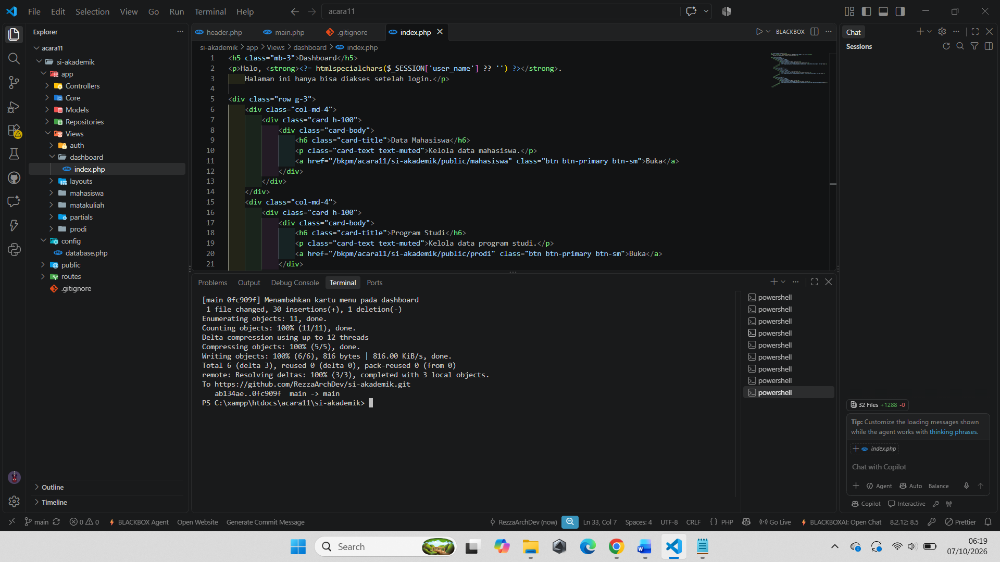 File Edit Selection View Go Run Terminal Help
acara11
Explorer
acara11
si-akademik
app
Controllers
Core
Models
Repositories
Views
auth
dashboard
index.php
layouts
mahasiswa
matakuliah
partials
prodi
config
database.php
public
routes
.gitignore
Outline
Timeline
header.php main.php .gitignore index.php
BLACKBOX
si-akademik > app > Views > dashboard > index.php
1 <h5 class="mb-3">Dashboard</h5>
2 <p>Halo, <strong><?= htmlspecialchars($_SESSION['user_name'] ?? '') ?></strong>.
3 Halaman ini hanya bisa diakses setelah login.</p>
4
5 <div class="row g-3">
6 <div class="col-md-4">
7 <div class="card h-100">
8 <div class="card-body">
9 <h6 class="card-title">Data Mahasiswa</h6>
10 <p class="card-text text-muted">Kelola data mahasiswa.</p>
11 <a href="/bkpm/acara11/si-akademik/public/mahasiswa" class="btn btn-primary btn-sm">Buka</a>
12 </div>
13 </div>
14 </div>
15 <div class="col-md-4">
16 <div class="card h-100">
17 <div class="card-body">
18 <h6 class="card-title">Program Studi</h6>
19 <p class="card-text text-muted">Kelola data program studi.</p>
20 <a href="/bkpm/acara11/si-akademik/public/prodi" class="btn btn-primary btn-sm">Buka</a>
21 </div>
Problems Output Debug Console Terminal Ports
[main 0fc909f] Menambahkan kartu menu pada dashboard
1 file changed, 30 insertions(+), 1 deletion(-)
Enumerating objects: 11, done.
Counting objects: 100% (11/11), done.
Delta compression using up to 12 threads
Compressing objects: 100% (5/5), done.
Writing objects: 100% (6/6), 816 bytes | 816.00 KiB/s, done.
Total 6 (delta 3), reused 0 (delta 0), pack-reused 0 (from 0)
remote: Resolving deltas: 100% (3/3), completed with 3 local objects.
To https://github.com/RezzaArchDev/si-akademik.git
ab134ae..0fc909f main -> main
PS C:\xampp\htdocs\acara11\si-akademik>
powershell
powershell
powershell
powershell
powershell
powershell
powershell
powershell
powershell
Chat
Sessions
32 Files +1288 -0
Tip: Customize the loading messages shown
while the agent works with thinking phrases.
index.php
Chat with Copilot
Agent Auto Balance
Copilot Interactive
main 0 0 BLACKBOX Agent Open Website Generate Commit Message
RezzaArchDev (now) Ln 33, Col 7 Spaces: 4 UTF-8 CRLF { } PHP Go Live BLACKBOXAI: Open Chat 8.2.12: 8.5 Prettier
Search
06:19
07/10/2026